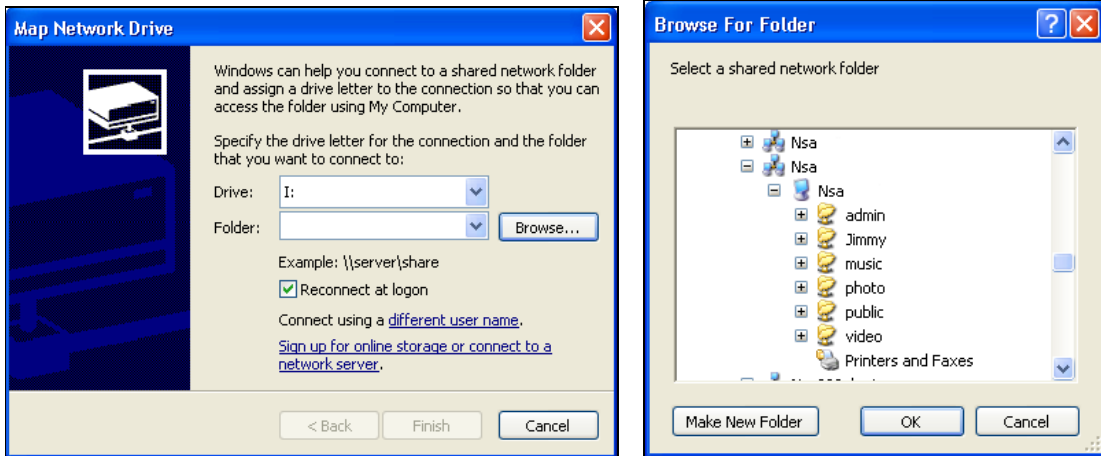 Map Network Drive
Windows can help you connect to a shared network folder
and assign a drive letter to the connection so that you can
access the folder using My Computer.
Specify the drive letter for the connection and the folder
that you want to connect to:
Drive: I:
Folder: Browse...
Example: \\server\share
Reconnect at logon
Connect using a different user name.
Sign up for online storage or connect to a
network server.
< Back Finish Cancel
Browse For Folder
Select a shared network folder
Nsa
Nsa
Nsa
admin
Jimmy
music
photo
public
video
Printers and Faxes
Make New Folder OK Cancel